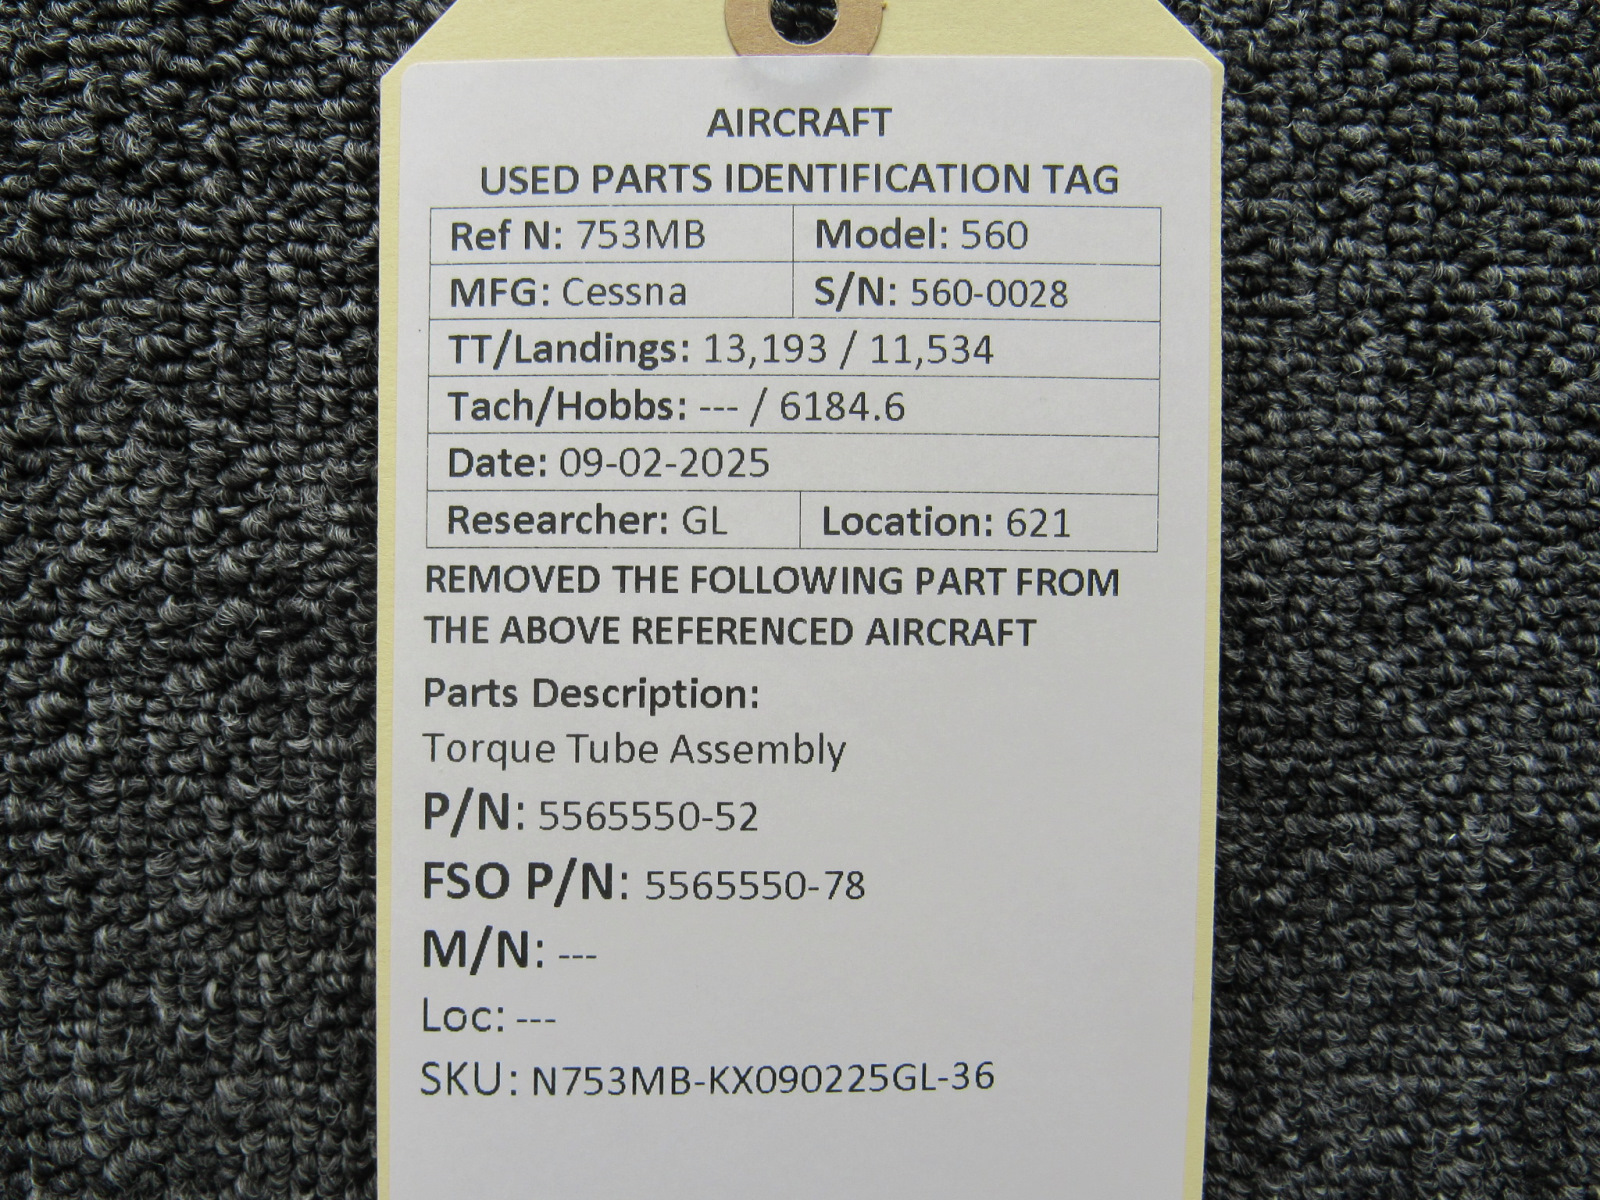 AIRCRAFT
USED PARTS IDENTIFICATION TAG
Ref N: 753MB Model: 560
MFG: Cessna S/N: 560-0028
TT/Landings: 13,193 / 11,534
Tach/Hobbs: --- / 6184.6
Date: 09-02-2025
Researcher: GL Location: 621
REMOVED THE FOLLOWING PART FROM
THE ABOVE REFERENCED AIRCRAFT
Parts Description:
Torque Tube Assembly
P/N: 5565550-52
FSO P/N: 5565550-78
M/N: ---
Loc: ---
SKU: N753MB-KX090225GL-36